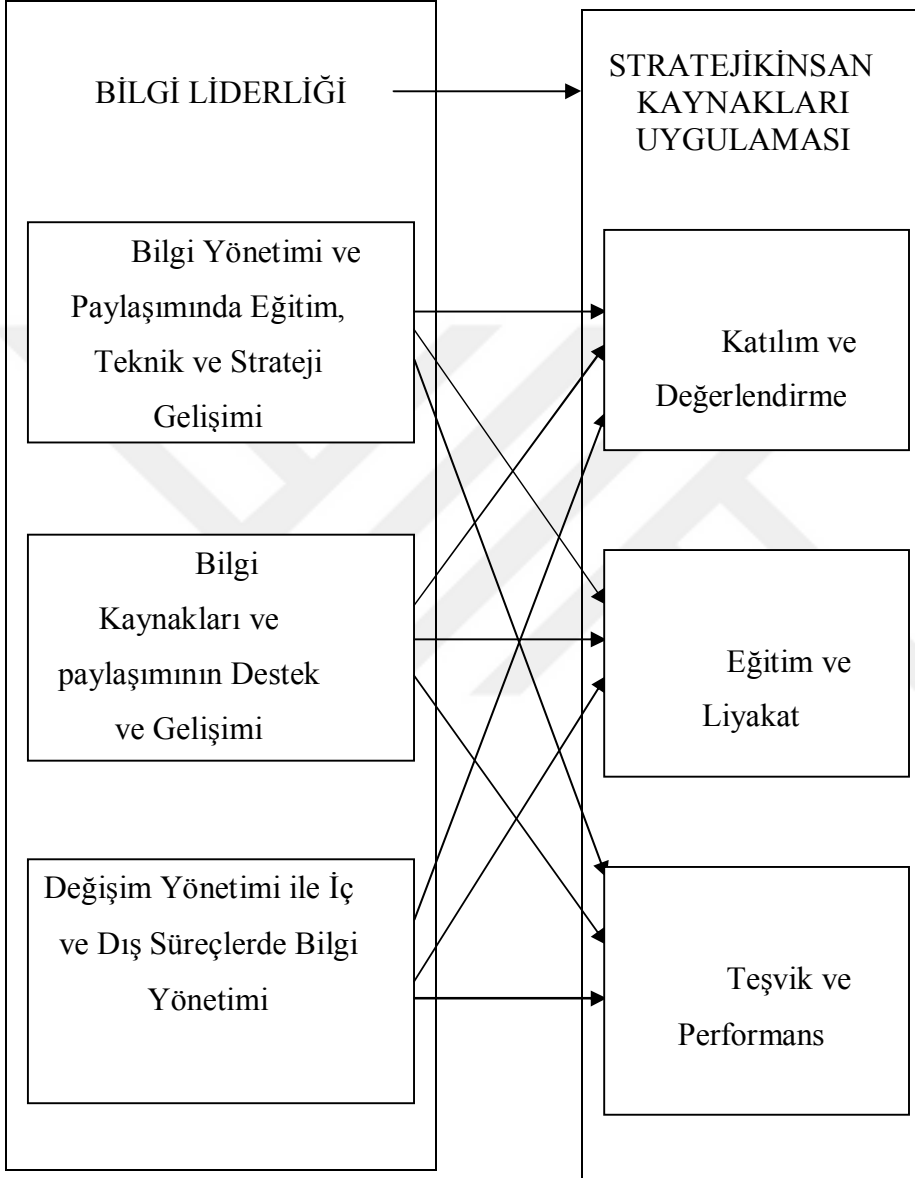 BİLGİ LİDERLİĞİ
STRATEJİKİNSAN
KAYNAKLARI
UYGULAMASI
Bilgi Yönetimi ve
Paylaşımında Eğitim,
Teknik ve Strateji
Gelişimi
Katılım ve
Değerlendirme
Bilgi
Kaynakları ve
paylaşımının Destek
ve Gelişimi
Eğitim ve
Liyakat
Değişim Yönetimi ile İç
ve Dış Süreçlerde Bilgi
Yönetimi
Teşvik ve
Performans